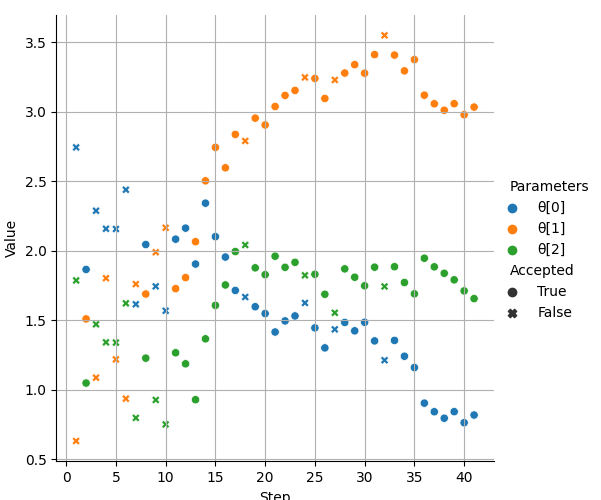 3.5
3.0
2.5
2.0
1.5
1.0
0.5
Value
0 5 10 15 20 25 30 35 40
Step
Parameters
θ[0]
θ[1]
θ[2]
Accepted
True
False